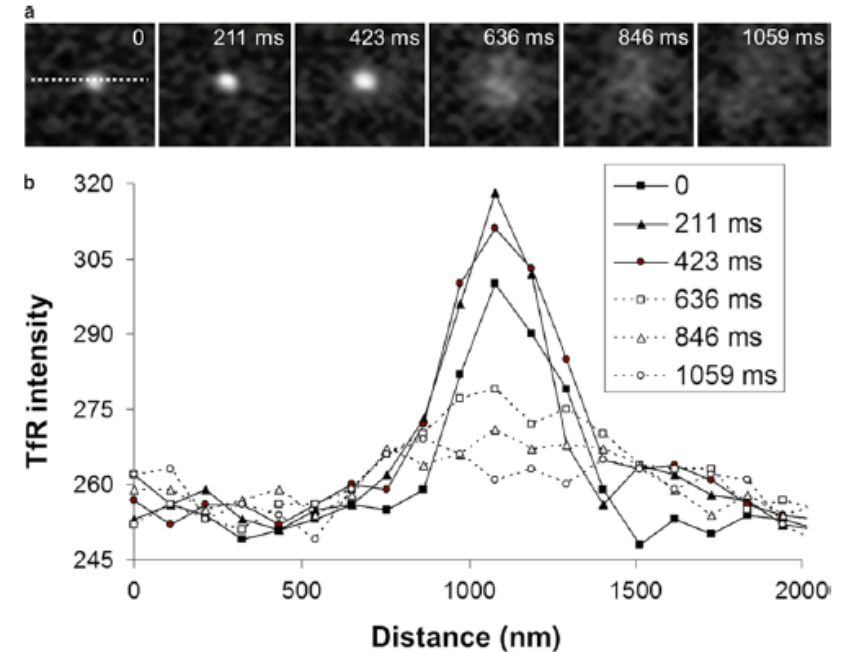 a
0 211 ms 423 ms 636 ms 846 ms 1059 ms
b
320
305
290
275
260
245
TfR intensity
0 500 1000 1500 2000
Distance (nm)
0
211 ms
423 ms
636 ms
846 ms
1059 ms